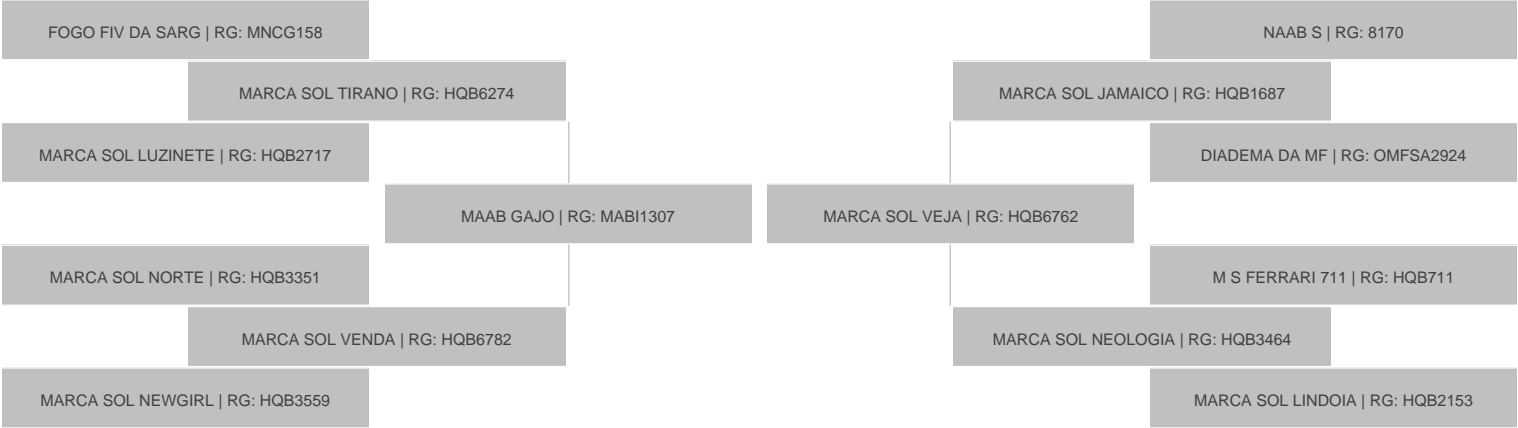 FOGO FIV DA SARG | RG: MNCG158
NAAB S | RG: 8170
MARCA SOL TIRANO | RG: HQB6274
MARCA SOL JAMAICO | RG: HQB1687
MARCA SOL LUZINETE | RG: HQB2717
DIADEMA DA MF | RG: OMFSA2924
MAAB GAJO | RG: MABI1307
MARCA SOL VEJA | RG: HQB6762
MARCA SOL NORTE | RG: HQB3351
M S FERRARI 711 | RG: HQB711
MARCA SOL VENDA | RG: HQB6782
MARCA SOL NEOLOGIA | RG: HQB3464
MARCA SOL NEWGIRL | RG: HQB3559
MARCA SOL LINDOIA | RG: HQB2153